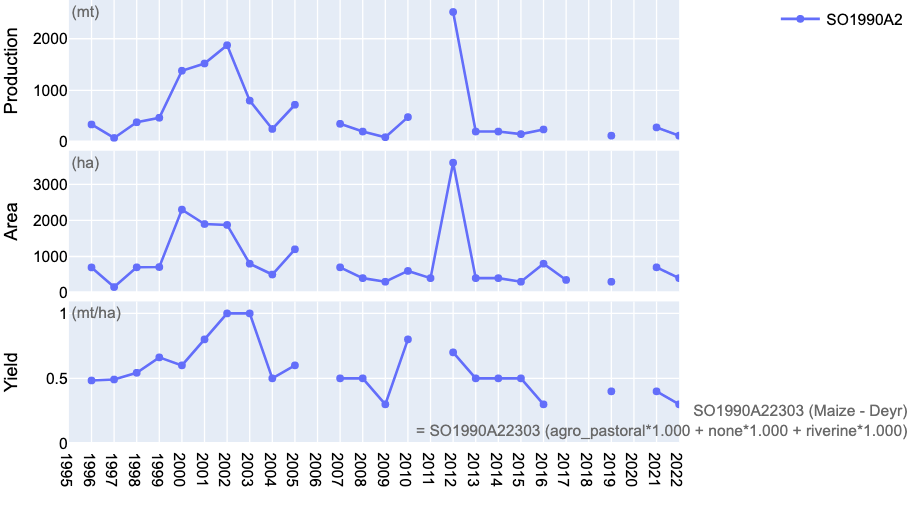 (mt)
SO1990A2
Production
2000
1000
0
(ha)
Area
3000
2000
1000
0
(mt/ha)
Yield
1
0.5
0
SO1990A22303 (Maize - Deyr)
= SO1990A22303 (agro_pastoral*1.000 + none*1.000 + riverine*1.000)
1995 1996 1997 1998 1999 2000 2001 2002 2003 2004 2005 2006 2007 2008 2009 2010 2011 2012 2013 2014 2015 2016 2017 2018 2019 2020 2021 2022